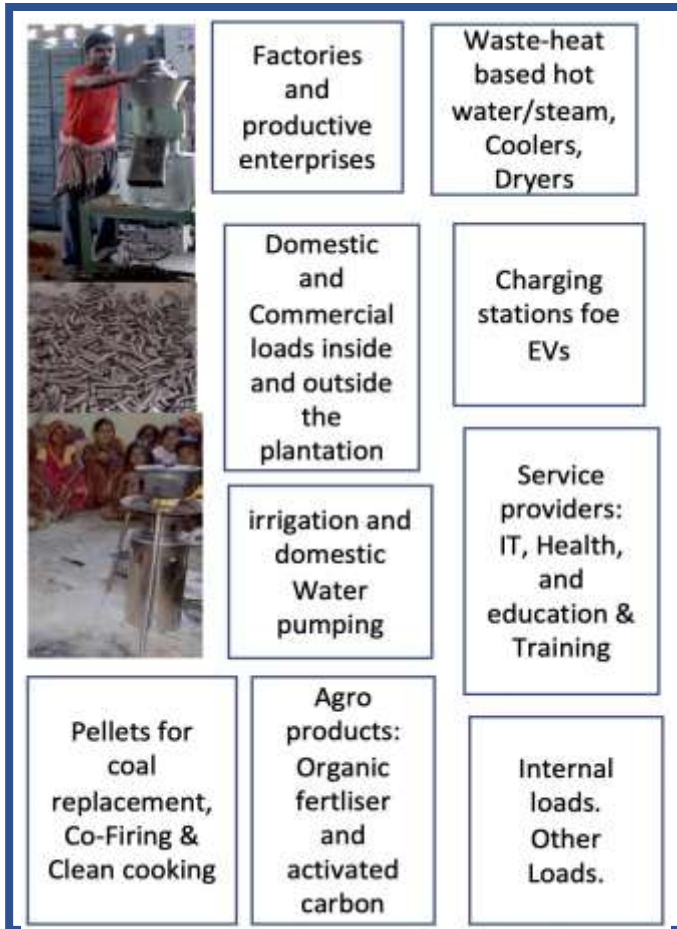 Factories
and
productive
enterprises
Waste-heat
based hot
water/steam,
Coolers,
Dryers
Domestic
and
Commercial
loads inside
and outside
the
plantation
Charging
stations foe
EVs
irrigation and
domestic
Water
pumping
Service
providers:
IT, Health,
and
education &
Training
Pellets for
coal
replacement,
Co-Firing &
Clean cooking
Agro
products:
Organic
fertliser
and
activated
carbon
Internal
loads.
Other
Loads.